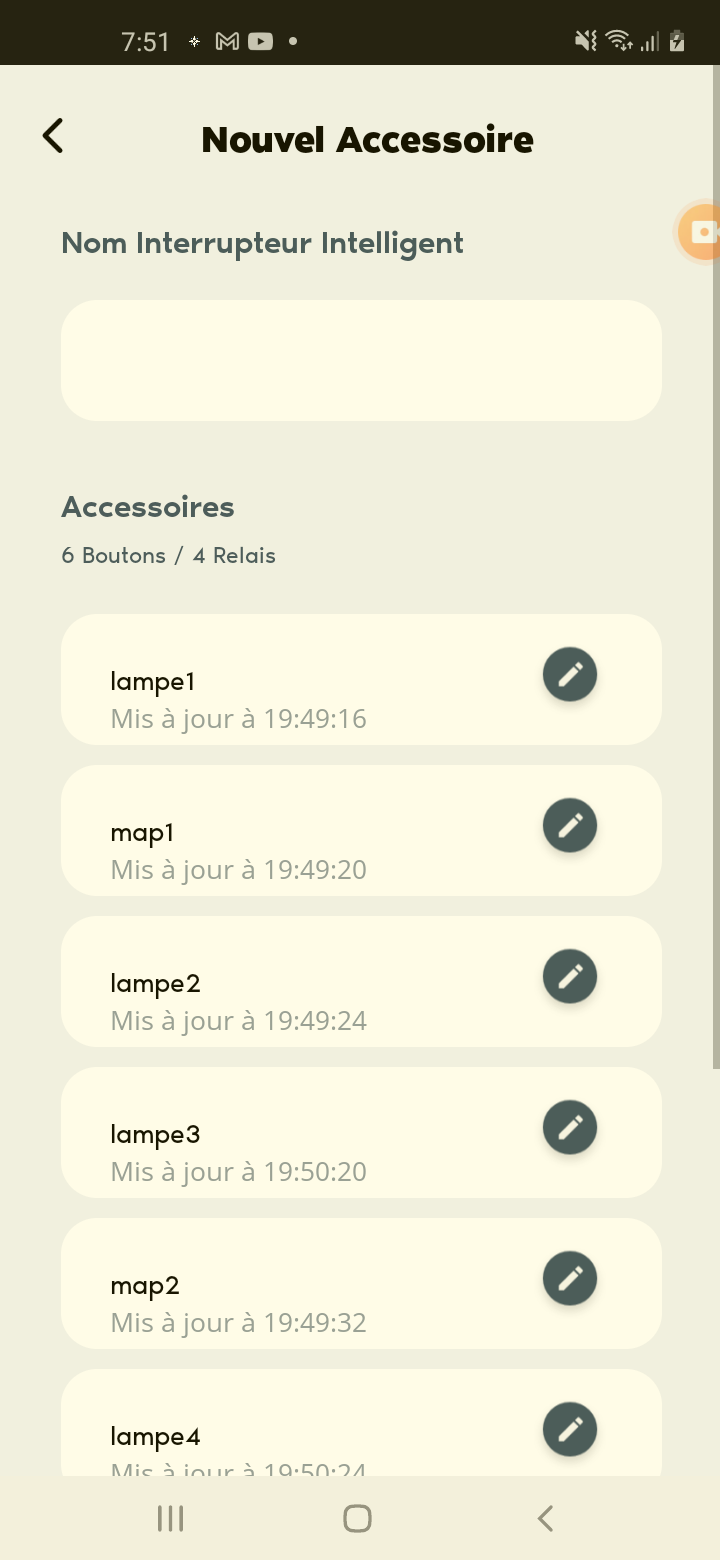 7:51
Nouvel Accessoire
Nom Interrupteur Intelligent
Accessoires
6 Boutons / 4 Relais
lampe1
Mis à jour à 19:49:16
map1
Mis à jour à 19:49:20
lampe2
Mis à jour à 19:49:24
lampe3
Mis à jour à 19:50:20
map2
Mis à jour à 19:49:32
lampe4
Mis à jour à 19:50:24